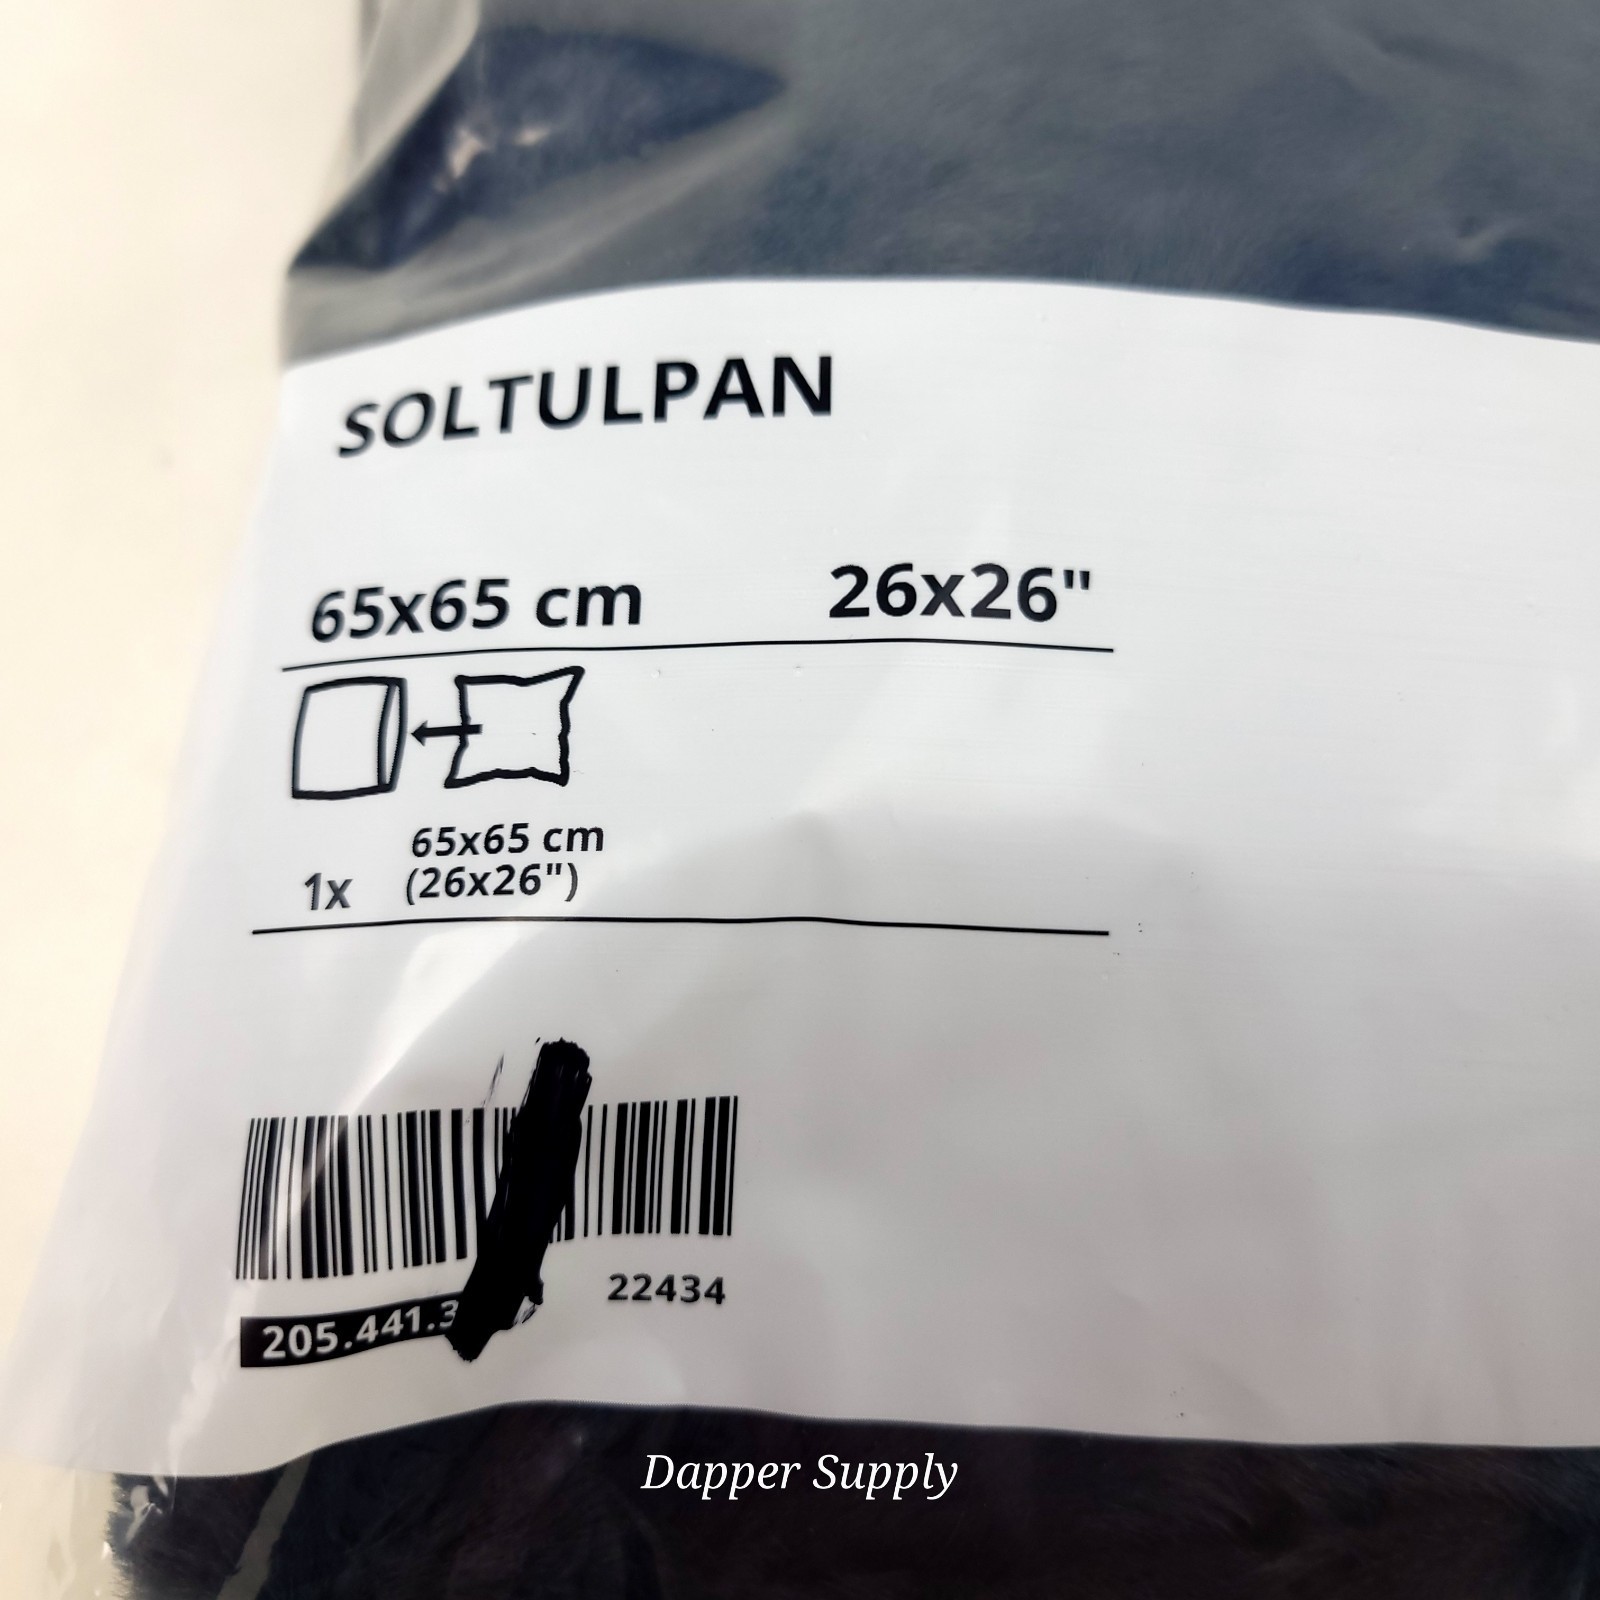 SOLTULPAN
65x65 cm 26x26"
65x65 cm
1x (26x26")
22434
205.441.3
Dapper Supply